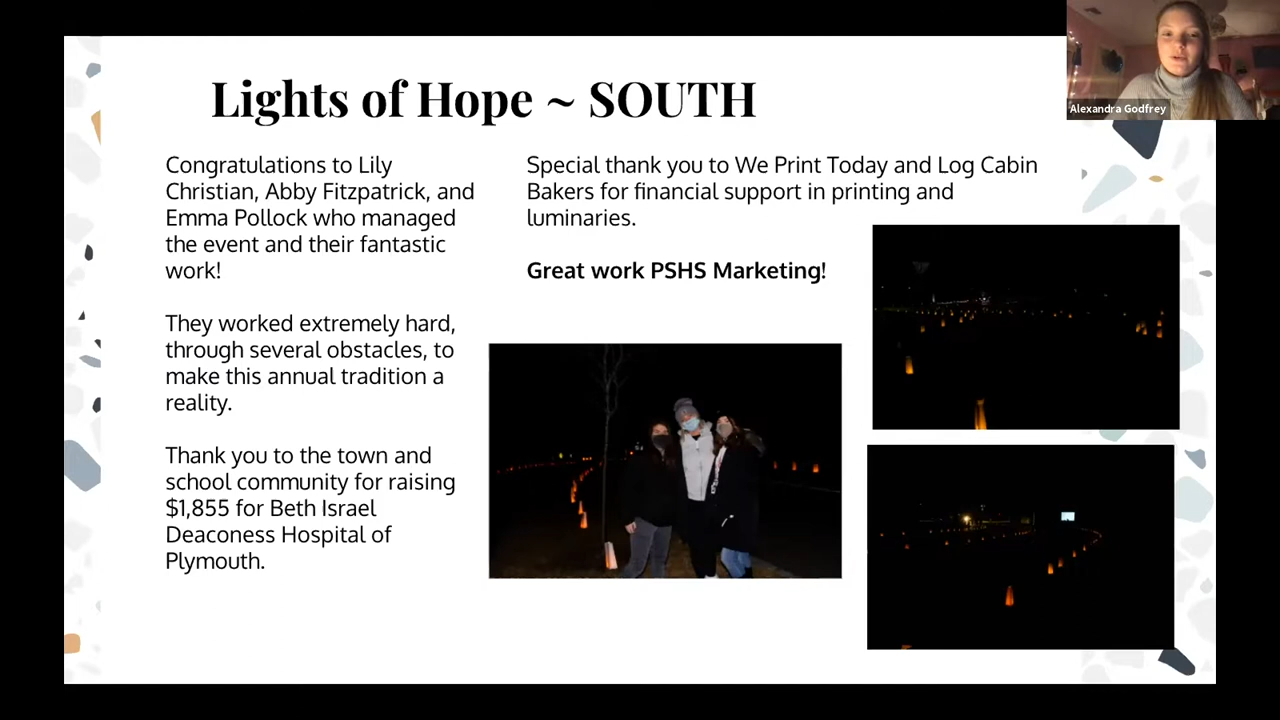 Lights of Hope ~ SOUTH
Congratulations to Lily
Christian, Abby Fitzpatrick, and
Emma Pollock who managed
the event and their fantastic
work!
They worked extremely hard,
through several obstacles, to
make this annual tradition a
reality.
Thank you to the town and
school community for raising
$1,855 for Beth Israel
Deaconess Hospital of
Plymouth.
Special thank you to We Print Today and Log Cabin
Bakers for financial support in printing and
luminaries.
Great work PSHS Marketing!
Alexandra Godfrey